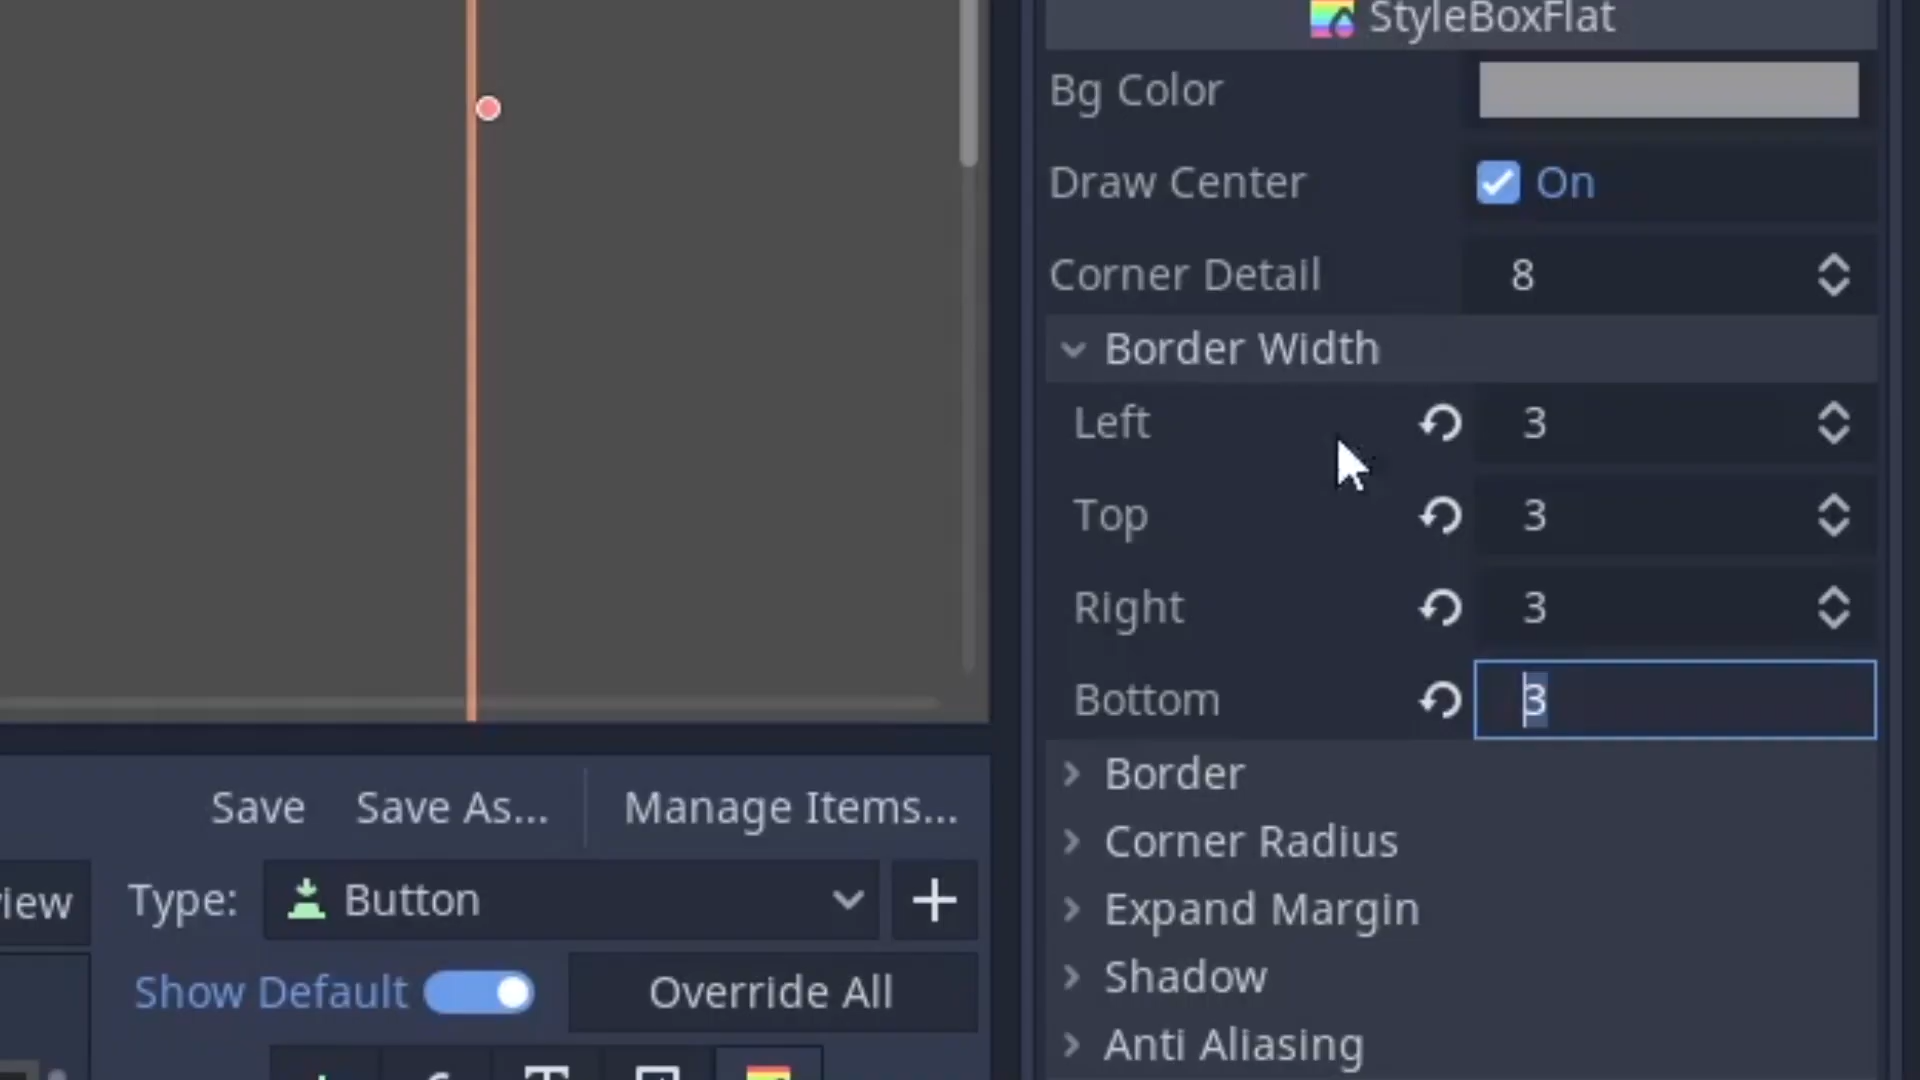 StyleBoxFlat
Bg Color
Draw Center On
Corner Detail 8
Border Width
Left 3
Top 3
Right 3
Bottom 3
Border
Corner Radius
Expand Margin
Shadow
Anti Aliasing
Save Save As... Manage Items...
Type: Button
Show Default Override All